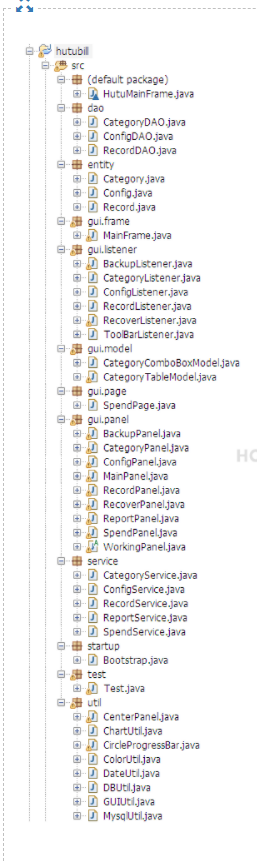 hutubill
src
(default package)
HutuMainFrame.java
dao
CategoryDAO.java
ConfigDAO.java
RecordDAO.java
entity
Category.java
Config.java
Record.java
gui.frame
MainFrame.java
gui.listener
BackupListener.java
CategoryListener.java
ConfigListener.java
RecordListener.java
RecoverListener.java
ToolBarListener.java
gui.model
CategoryComboBoxModel.java
CategoryTableModel.java
gui.page
SpendPage.java
gui.panel
BackupPanel.java
CategoryPanel.java
ConfigPanel.java
MainPanel.java
RecordPanel.java
RecoverPanel.java
ReportPanel.java
SpendPanel.java
WorkingPanel.java
service
CategoryService.java
ConfigService.java
RecordService.java
ReportService.java
SpendService.java
startup
Bootstrap.java
test
Test.java
util
CenterPanel.java
ChartUtil.java
CircleProgressBar.java
ColorUtil.java
DateUtil.java
DBUtil.java
GUIUtil.java
MysqlUtil.java